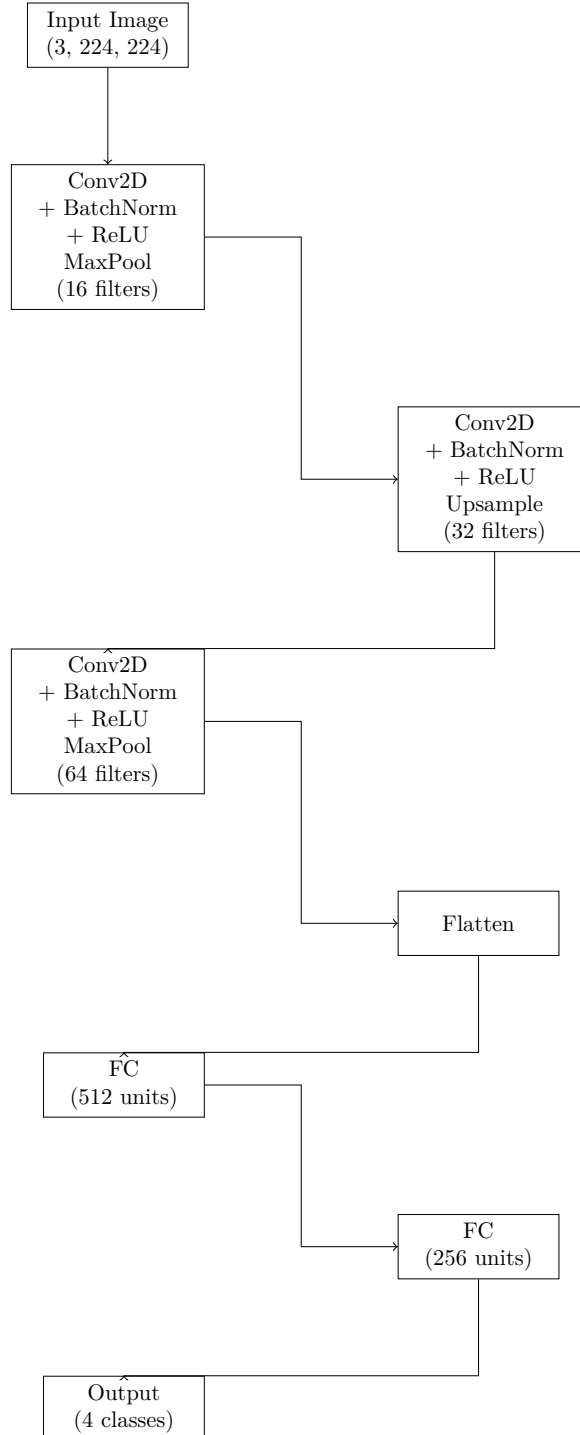 Input Image
(3, 224, 224)
Conv2D
+ BatchNorm
+ ReLU
MaxPool
(16 filters)
Conv2D
+ BatchNorm
+ ReLU
Upsample
(32 filters)
Conv2D
+ BatchNorm
+ ReLU
MaxPool
(64 filters)
Flatten
FC
(512 units)
FC
(256 units)
Output
(4 classes)